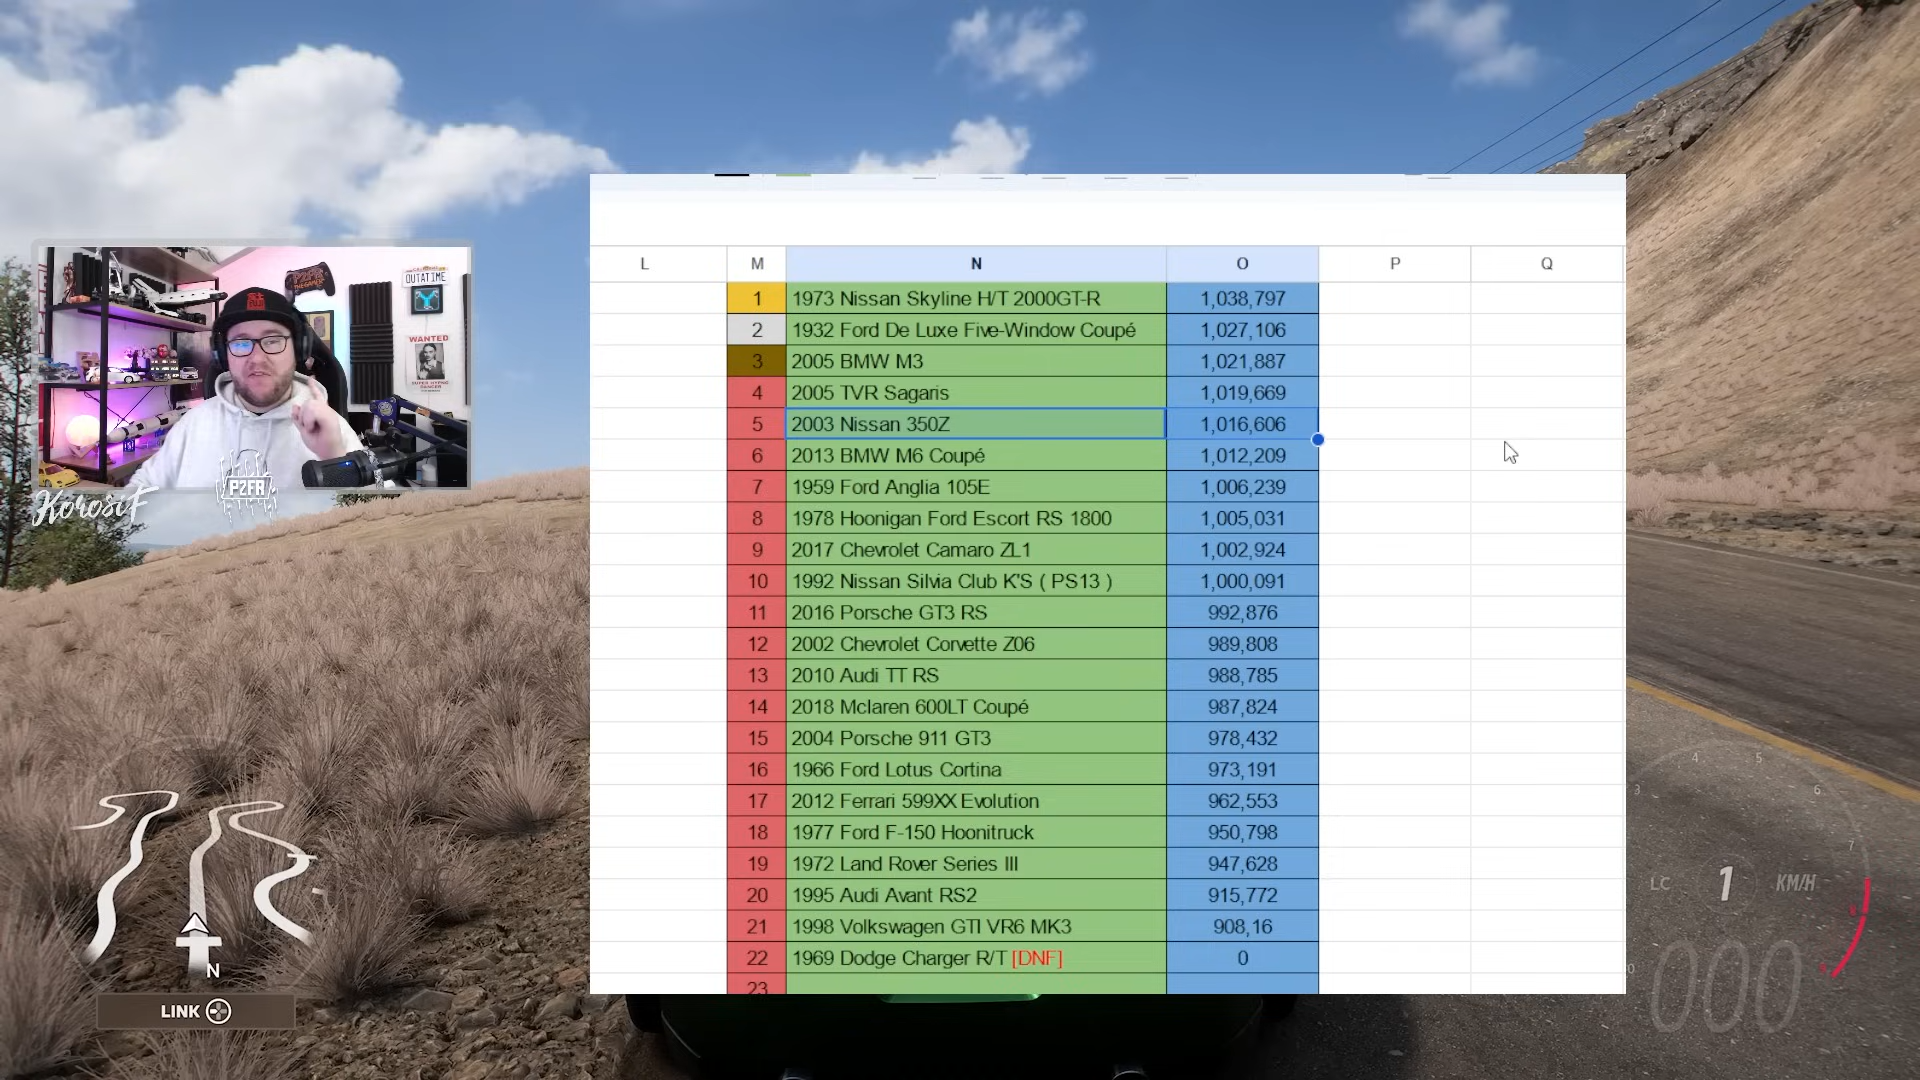 OUTATIME
P2FR
WANTED
KorosiF
P2FR
L M N O P Q
1 1973 Nissan Skyline H/T 2000GT-R 1,038,797
2 1932 Ford De Luxe Five-Window Coupé 1,027,106
3 2005 BMW M3 1,021,887
4 2005 TVR Sagaris 1,019,669
5 2003 Nissan 350Z 1,016,606
6 2013 BMW M6 Coupé 1,012,209
7 1959 Ford Anglia 105E 1,006,239
8 1978 Hoonigan Ford Escort RS 1800 1,005,031
9 2017 Chevrolet Camaro ZL1 1,002,924
10 1992 Nissan Silvia Club K'S ( PS13 ) 1,000,091
11 2016 Porsche GT3 RS 992,876
12 2002 Chevrolet Corvette Z06 989,808
13 2010 Audi TT RS 988,785
14 2018 Mclaren 600LT Coupé 987,824
15 2004 Porsche 911 GT3 978,432
16 1966 Ford Lotus Cortina 973,191
17 2012 Ferrari 599XX Evolution 962,553
18 1977 Ford F-150 Hoonitruck 950,798
19 1972 Land Rover Series III 947,628
20 1995 Audi Avant RS2 915,772
21 1998 Volkswagen GTI VR6 MK3 908,16
22 1969 Dodge Charger R/T [DNF] 0
23
3 4 5 6 7
LC 1 KM/H
0 000
N
LINK